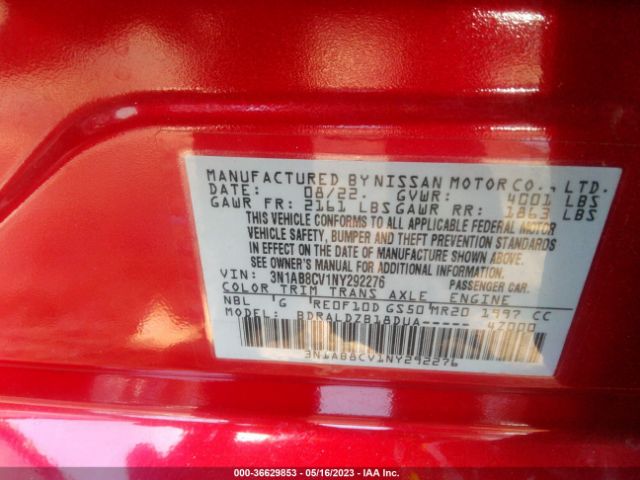 MANUFACTURED BY NISSAN MOTOR CO., LTD.
DATE: 08/22. GVWR: 4001 LBS
GAWR FR: 2161 LBS GAWR RR: 1863 LBS
THIS VEHICLE CONFORMS TO ALL APPLICABLE FEDERAL MOTOR
VEHICLE SAFETY, BUMPER AND THEFT PREVENTION STANDARDS
IN EFFECT ON THE DATE OF MANUFACTURE SHOWN ABOVE.
SEE OWNER'S MANUAL FOR ADDITIONAL INFORMATION.
VIN: 3N1AB8CV1NY292276 PASSENGER CAR.
COLOR TRIM TRANS AXLE ENGINE
NBL G RE0F10D GS50 MR20 1997 CC
MODEL: BDRALDZB18DUA----- 4Z000
3N1AB8CV1NY292276
000-36629853 / 05/16/2023 / IAA Inc.